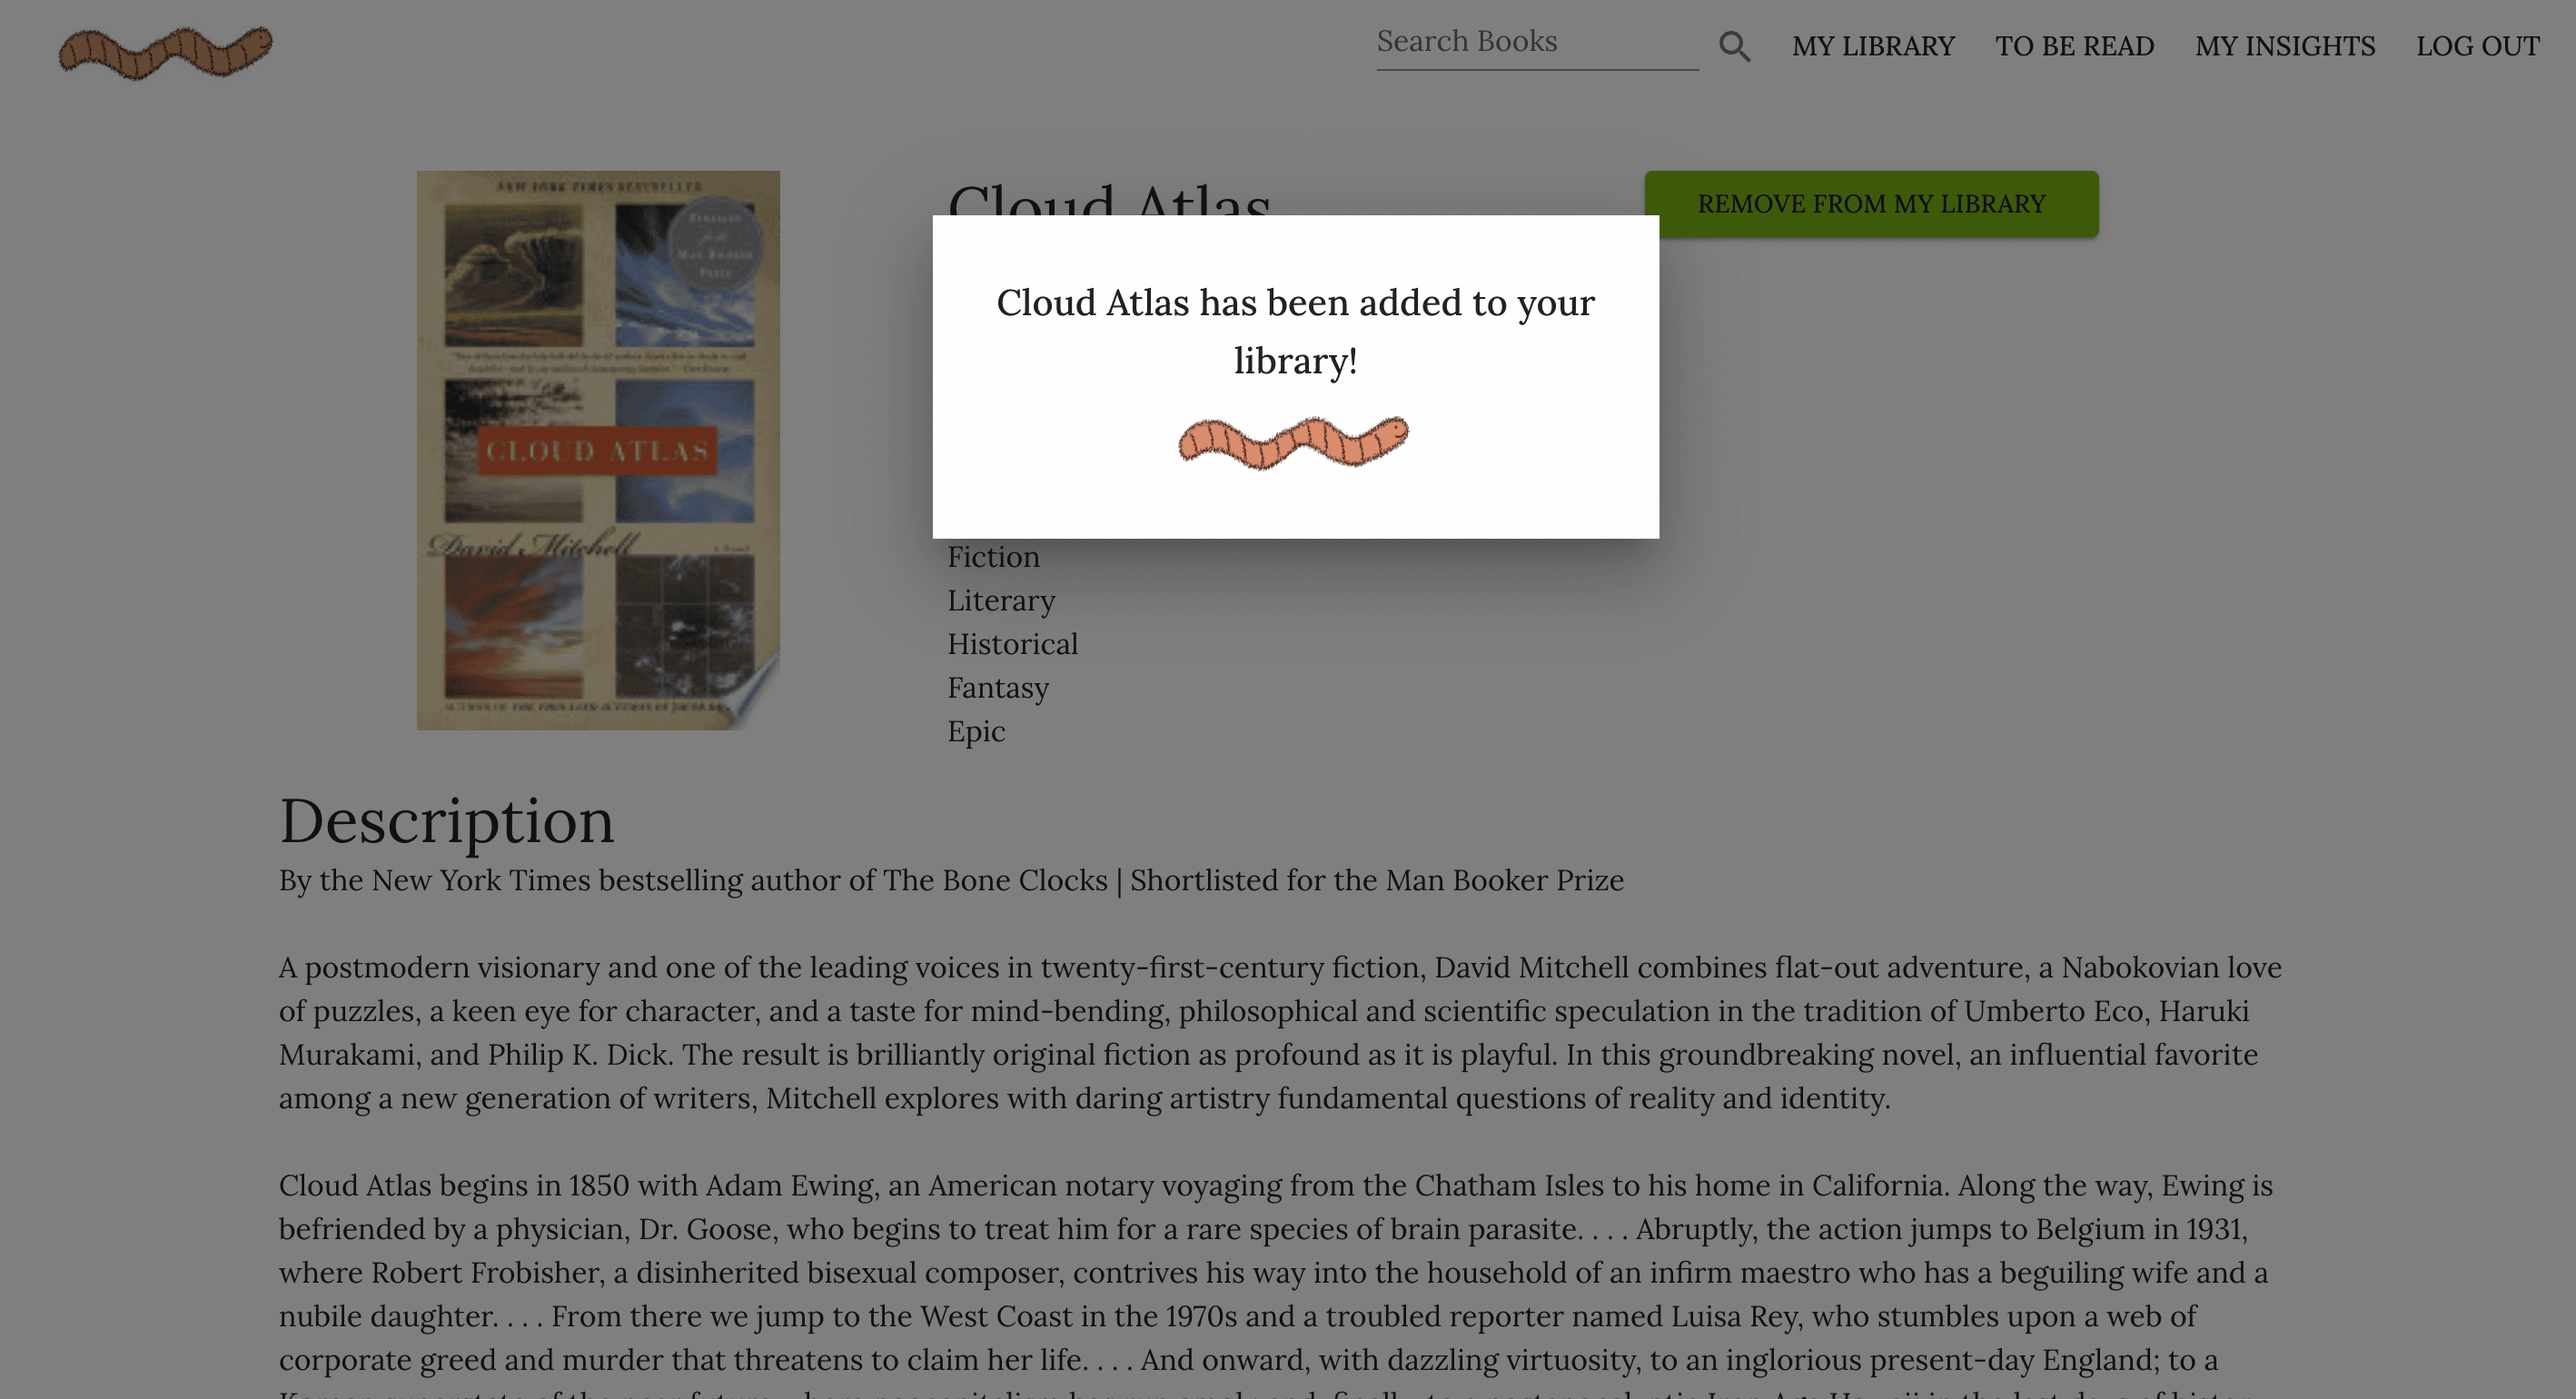 Search Books
MY LIBRARY
TO BE READ
MY INSIGHTS
LOG OUT
NEW YORK TIMES BESTSELLER
CLOUD ATLAS
David Mitchell
Cloud Atlas
REMOVE FROM MY LIBRARY
Cloud Atlas has been added to your
library!
Fiction
Literary
Historical
Fantasy
Epic
Description
By the New York Times bestselling author of The Bone Clocks | Shortlisted for the Man Booker Prize
A postmodern visionary and one of the leading voices in twenty-first-century fiction, David Mitchell combines flat-out adventure, a Nabokovian love
of puzzles, a keen eye for character, and a taste for mind-bending, philosophical and scientific speculation in the tradition of Umberto Eco, Haruki
Murakami, and Philip K. Dick. The result is brilliantly original fiction as profound as it is playful. In this groundbreaking novel, an influential favorite
among a new generation of writers, Mitchell explores with daring artistry fundamental questions of reality and identity.
Cloud Atlas begins in 1850 with Adam Ewing, an American notary voyaging from the Chatham Isles to his home in California. Along the way, Ewing is
befriended by a physician, Dr. Goose, who begins to treat him for a rare species of brain parasite. . . . Abruptly, the action jumps to Belgium in 1931,
where Robert Frobisher, a disinherited bisexual composer, contrives his way into the household of an infirm maestro who has a beguiling wife and a
nubile daughter. . . . From there we jump to the West Coast in the 1970s and a troubled reporter named Luisa Rey, who stumbles upon a web of
corporate greed and murder that threatens to claim her life. . . . And onward, with dazzling virtuosity, to an inglorious present-day England; to a